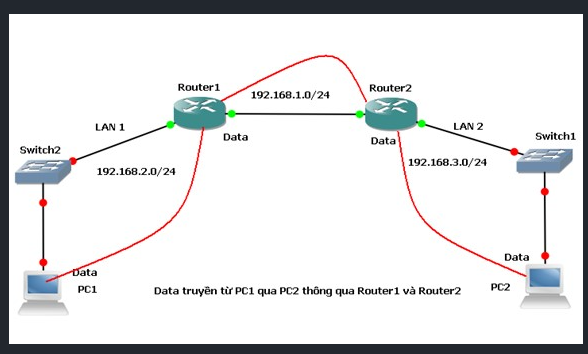 Router1
192.168.1.0/24
Router2
LAN 1
Data
Data
LAN 2
Switch2
Switch1
192.168.2.0/24
192.168.3.0/24
Data
PC1
Data
PC2
Data truyền từ PC1 qua PC2 thông qua Router1 và Router2